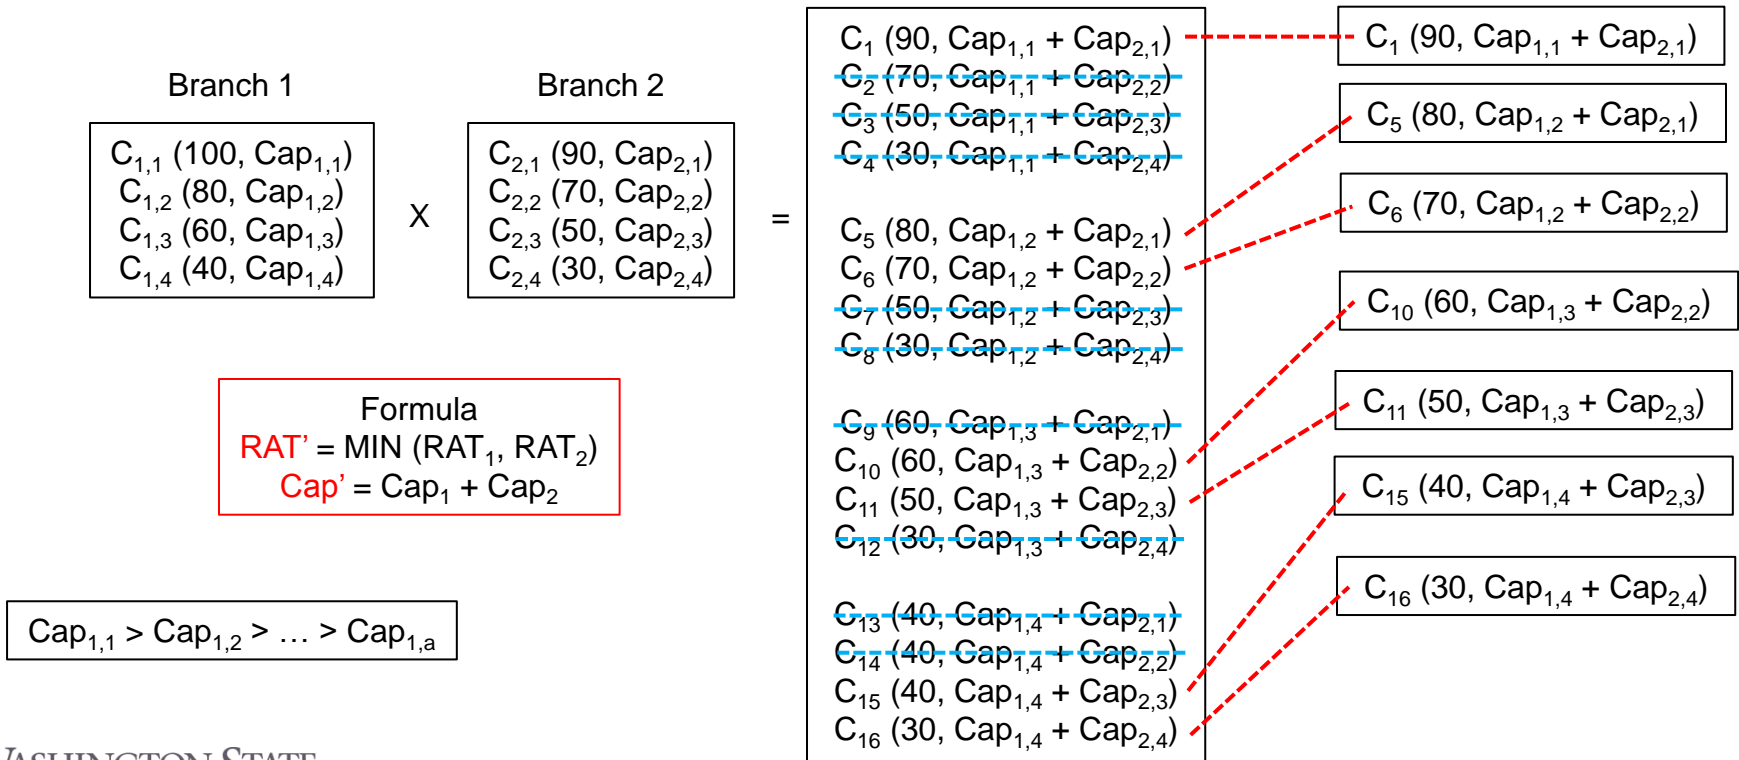 Branch 1
C1,1 (100, Cap1,1)
C1,2 (80, Cap1,2)
C1,3 (60, Cap1,3)
C1,4 (40, Cap1,4)
X
Branch 2
C2,1 (90, Cap2,1)
C2,2 (70, Cap2,2)
C2,3 (50, Cap2,3)
C2,4 (30, Cap2,4)
=
C1 (90, Cap1,1 + Cap2,1)
C2 (70, Cap1,1 + Cap2,2)
C3 (50, Cap1,1 + Cap2,3)
C4 (30, Cap1,1 + Cap2,4)
C5 (80, Cap1,2 + Cap2,1)
C6 (70, Cap1,2 + Cap2,2)
C7 (50, Cap1,2 + Cap2,3)
C8 (30, Cap1,2 + Cap2,4)
C9 (60, Cap1,3 + Cap2,1)
C10 (60, Cap1,3 + Cap2,2)
C11 (50, Cap1,3 + Cap2,3)
C12 (30, Cap1,3 + Cap2,4)
C13 (40, Cap1,4 + Cap2,1)
C14 (40, Cap1,4 + Cap2,2)
C15 (40, Cap1,4 + Cap2,3)
C16 (30, Cap1,4 + Cap2,4)
C1 (90, Cap1,1 + Cap2,1)
C5 (80, Cap1,2 + Cap2,1)
C6 (70, Cap1,2 + Cap2,2)
C10 (60, Cap1,3 + Cap2,2)
C11 (50, Cap1,3 + Cap2,3)
C15 (40, Cap1,4 + Cap2,3)
C16 (30, Cap1,4 + Cap2,4)
Formula
RAT’ = MIN (RAT1, RAT2)
Cap’ = Cap1 + Cap2
Cap1,1 > Cap1,2 > … > Cap1,a
WASHINGTON STATE